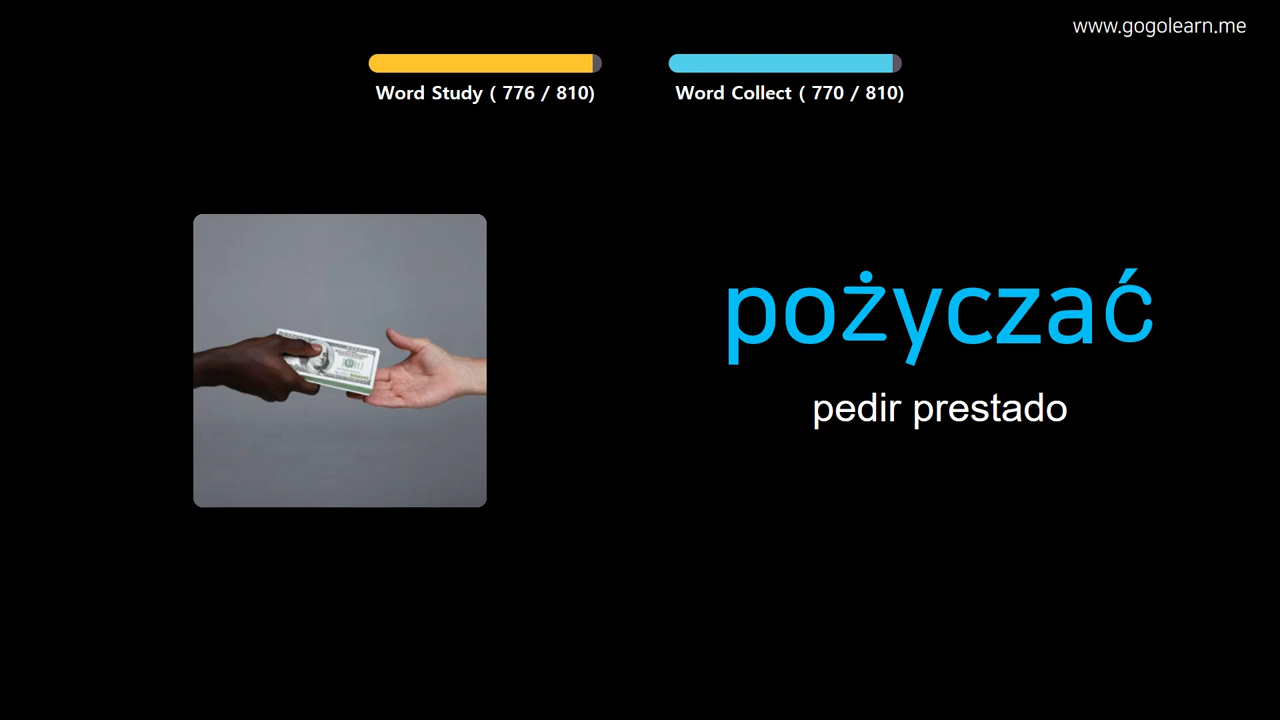 www.gogolearn.me
Word Study ( 776 / 810)
Word Collect ( 770 / 810)
pożyczać
pedir prestado